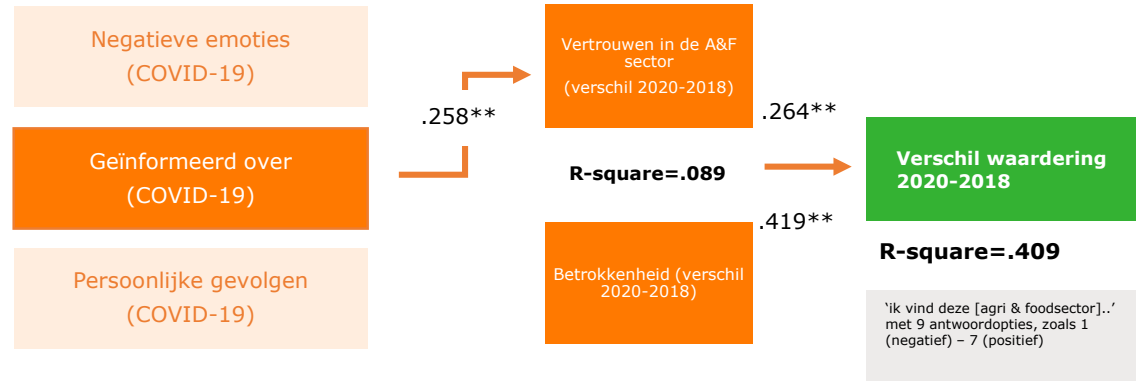 Negatieve emoties
(COVID-19)
Geïnformeerd over
(COVID-19)
Persoonlijke gevolgen
(COVID-19)
.258**
Vertrouwen in de A&F
sector
(verschil 2020-2018)
R-square=.089
Betrokkenheid (verschil
2020-2018)
.264**
.419**
Verschil waardering
2020-2018
R-square=.409
‘ik vind deze [agri & foodsector]..’
met 9 antwoordopties, zoals 1
(negatief) – 7 (positief)